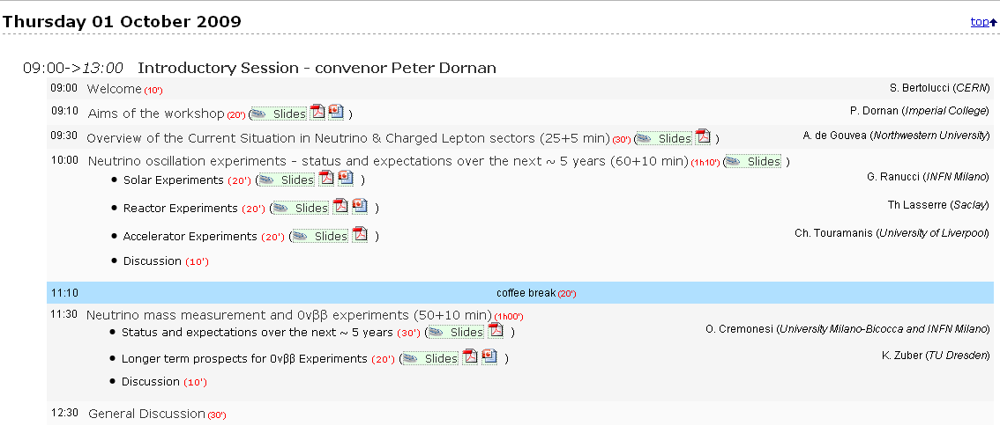 Thursday 01 October 2009 top
09:00->13:00 Introductory Session - convenor Peter Dornan
09:00 Welcome (10') S. Bertolucci (CERN)
09:10 Aims of the workshop (20') ( Slides ) P. Dornan (Imperial College)
09:30 Overview of the Current Situation in Neutrino & Charged Lepton sectors (25+5 min) (30') ( Slides ) A. de Gouvea (Northwestern University)
10:00 Neutrino oscillation experiments - status and expectations over the next ~ 5 years (60+10 min) (1h10') ( Slides )
• Solar Experiments (20') ( Slides ) G. Ranucci (INFN Milano)
• Reactor Experiments (20') ( Slides ) Th Lasserre (Saclay)
• Accelerator Experiments (20') ( Slides ) Ch. Touramanis (University of Liverpool)
• Discussion (10')
11:10 coffee break (20')
11:30 Neutrino mass measurement and 0νββ experiments (50+10 min) (1h00')
• Status and expectations over the next ~ 5 years (30') ( Slides ) O. Cremonesi (University Milano-Bicocca and INFN Milano)
• Longer term prospects for 0νββ Experiments (20') ( Slides ) K. Zuber (TU Dresden)
• Discussion (10')
12:30 General Discussion (30')